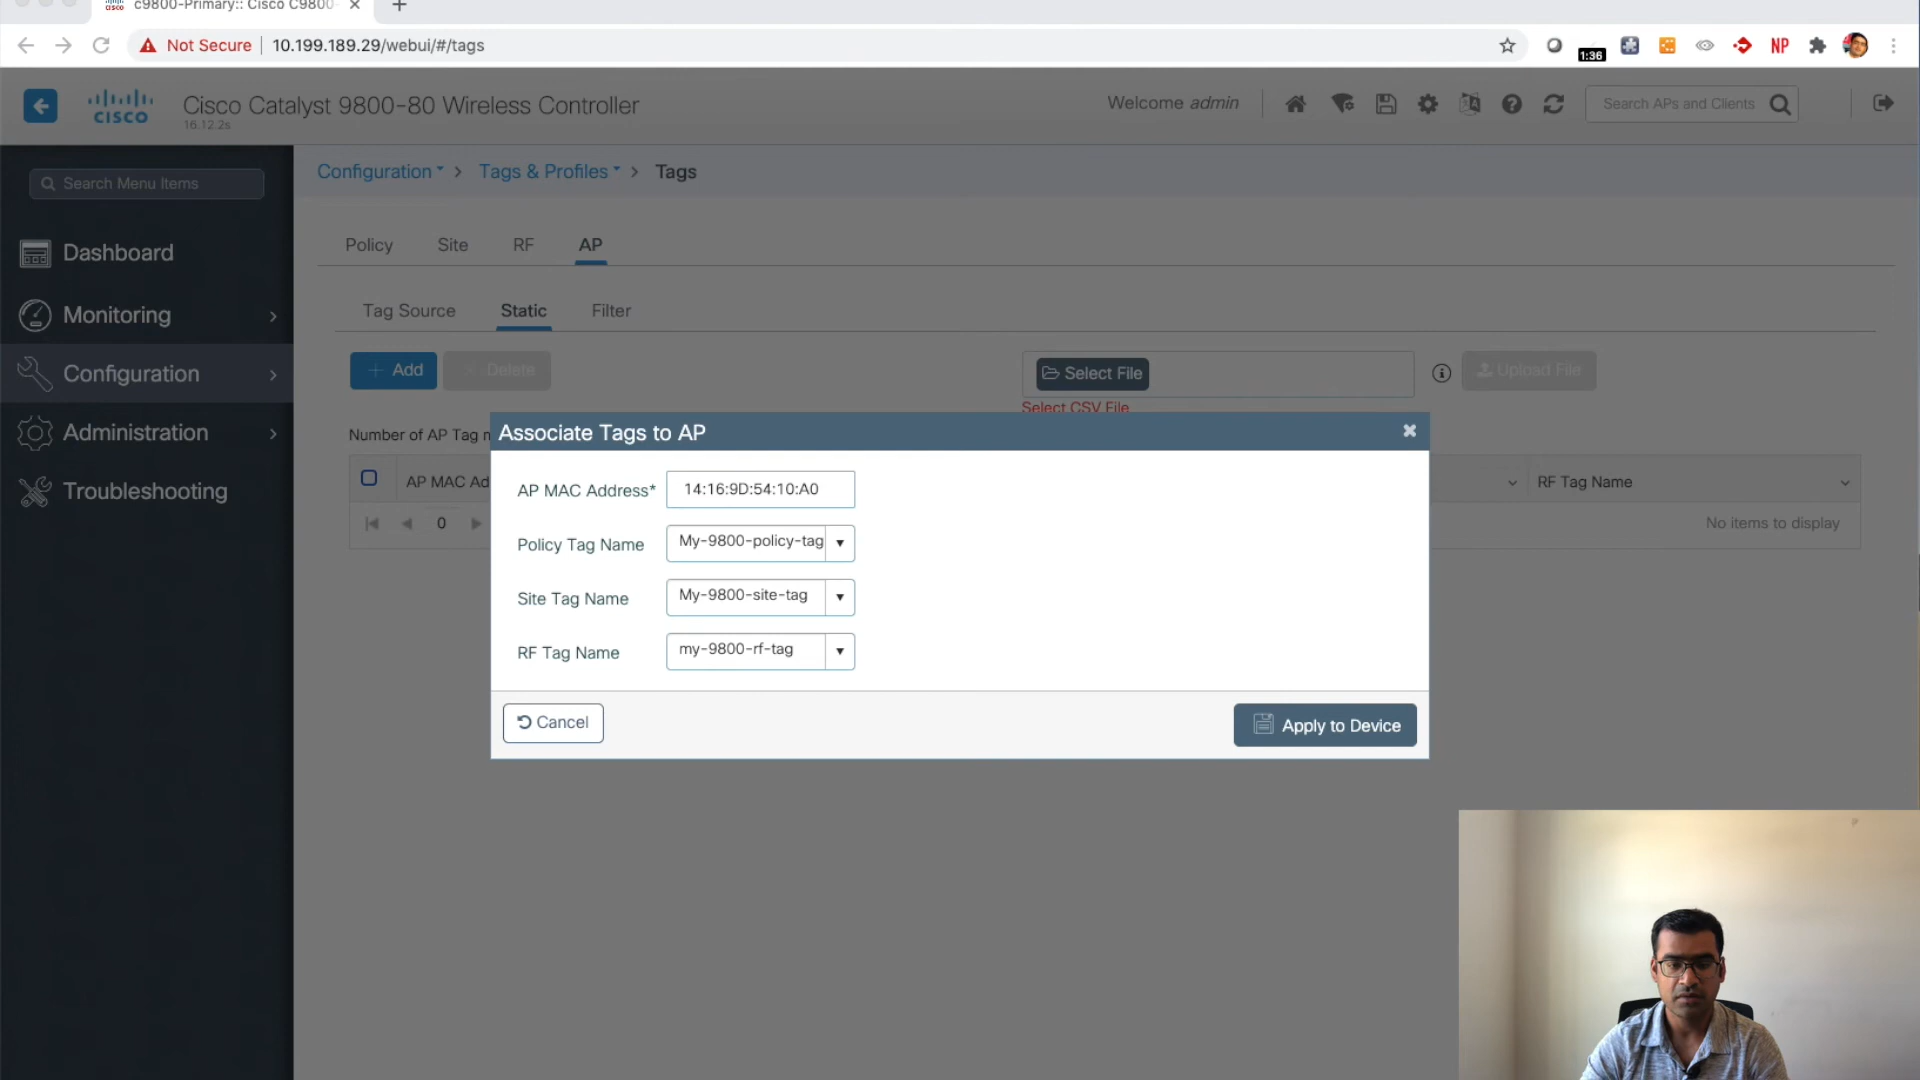 c9800-Primary:: Cisco C9800-
Not Secure
10.199.189.29/webui/#/tags
1:36
NP
CISCO
Cisco Catalyst 9800-80 Wireless Controller
16.12.2s
Welcome admin
Search APs and Clients
Search Menu Items
Configuration > Tags & Profiles > Tags
Dashboard
Monitoring
Configuration
Administration
Troubleshooting
Policy Site RF AP
Tag Source Static Filter
+ Add × Delete
Select File
Upload File
Select CSV File
Number of AP Tag m
AP MAC Ad
RF Tag Name
0
No items to display
Associate Tags to AP
AP MAC Address* 14:16:9D:54:10:A0
Policy Tag Name My-9800-policy-tag
Site Tag Name My-9800-site-tag
RF Tag Name my-9800-rf-tag
Cancel
Apply to Device